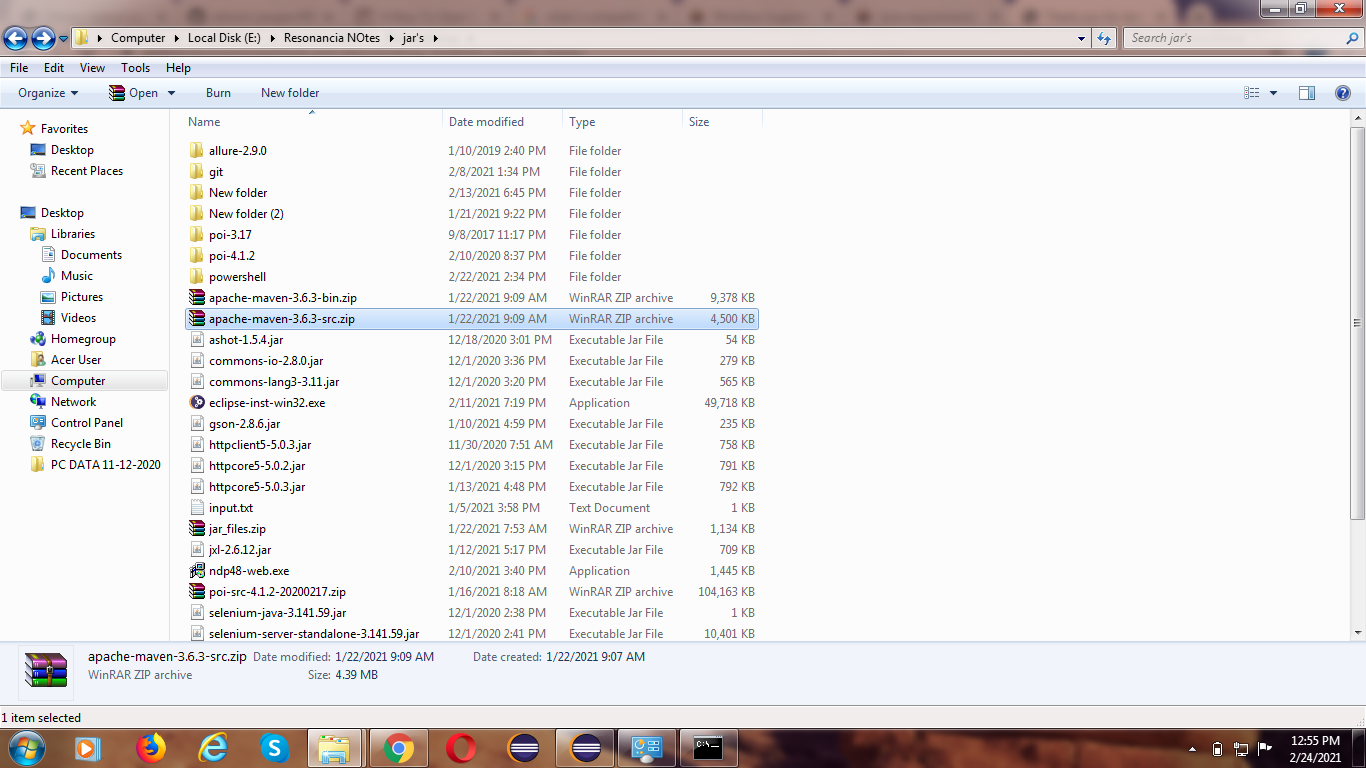 Computer Local Disk (E:) Resonancia NOtes jar's Search jar's
File Edit View Tools Help
Organize Open Burn New folder
Name Date modified Type Size
Favorites
Desktop
Recent Places
Desktop
Libraries
Documents
Music
Pictures
Videos
Homegroup
Acer User
Computer
Network
Control Panel
Recycle Bin
PC DATA 11-12-2020
allure-2.9.0 1/10/2019 2:40 PM File folder
git 2/8/2021 1:34 PM File folder
New folder 2/13/2021 6:45 PM File folder
New folder (2) 1/21/2021 9:22 PM File folder
poi-3.17 9/8/2017 11:17 PM File folder
poi-4.1.2 2/10/2020 8:37 PM File folder
powershell 2/22/2021 2:34 PM File folder
apache-maven-3.6.3-bin.zip 1/22/2021 9:09 AM WinRAR ZIP archive 9,378 KB
apache-maven-3.6.3-src.zip 1/22/2021 9:09 AM WinRAR ZIP archive 4,500 KB
ashot-1.5.4.jar 12/18/2020 3:01 PM Executable Jar File 54 KB
commons-io-2.8.0.jar 12/1/2020 3:36 PM Executable Jar File 279 KB
commons-lang3-3.11.jar 12/1/2020 3:20 PM Executable Jar File 565 KB
eclipse-inst-win32.exe 2/11/2021 7:19 PM Application 49,718 KB
gson-2.8.6.jar 1/10/2021 4:59 PM Executable Jar File 235 KB
httpclient5-5.0.3.jar 11/30/2020 7:51 AM Executable Jar File 758 KB
httpcore5-5.0.2.jar 12/1/2020 3:15 PM Executable Jar File 791 KB
httpcore5-5.0.3.jar 1/13/2021 4:48 PM Executable Jar File 792 KB
input.txt 1/5/2021 3:58 PM Text Document 1 KB
jar_files.zip 1/22/2021 7:53 AM WinRAR ZIP archive 1,134 KB
jxl-2.6.12.jar 1/12/2021 5:17 PM Executable Jar File 709 KB
ndp48-web.exe 2/10/2021 3:40 PM Application 1,445 KB
poi-src-4.1.2-20200217.zip 1/16/2021 8:18 AM WinRAR ZIP archive 104,163 KB
selenium-java-3.141.59.jar 12/1/2020 2:38 PM Executable Jar File 1 KB
selenium-server-standalone-3.141.59.jar 12/1/2020 2:41 PM Executable Jar File 10,401 KB
apache-maven-3.6.3-src.zip Date modified: 1/22/2021 9:09 AM Date created: 1/22/2021 9:07 AM
WinRAR ZIP archive Size: 4.39 MB
1 item selected
12:55 PM
2/24/2021